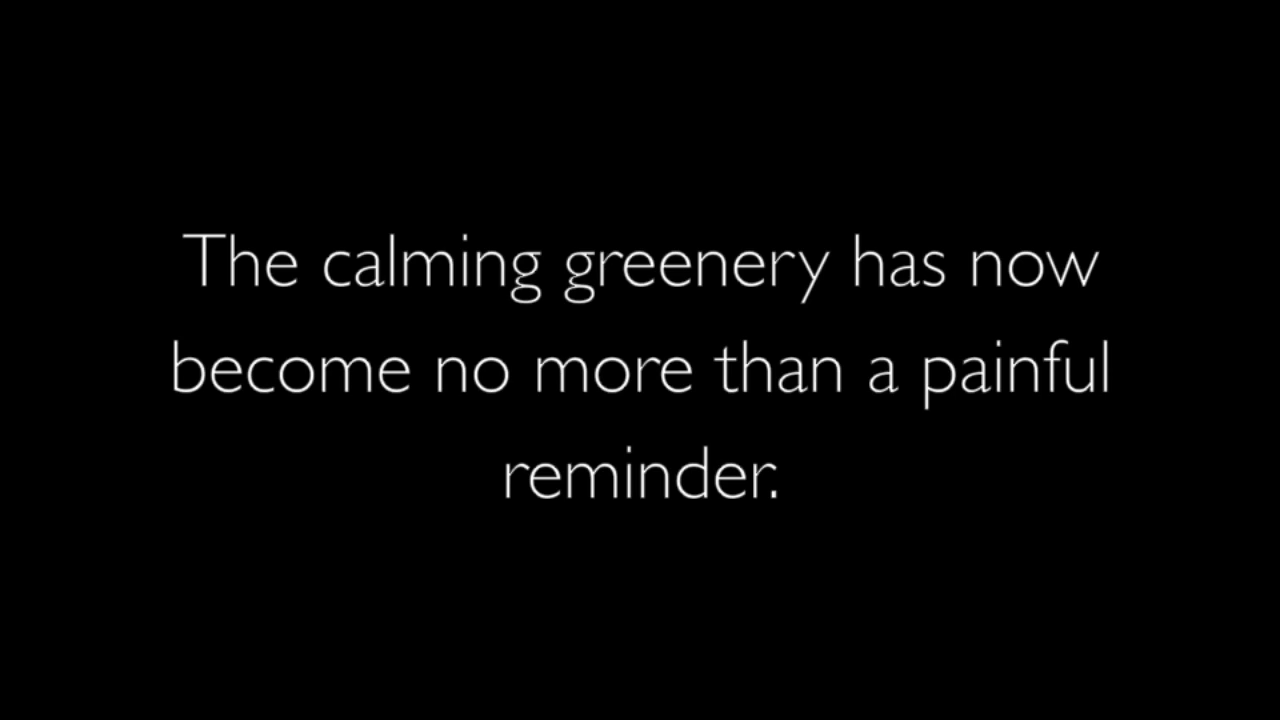 The calming greenery has now
become no more than a painful
reminder.